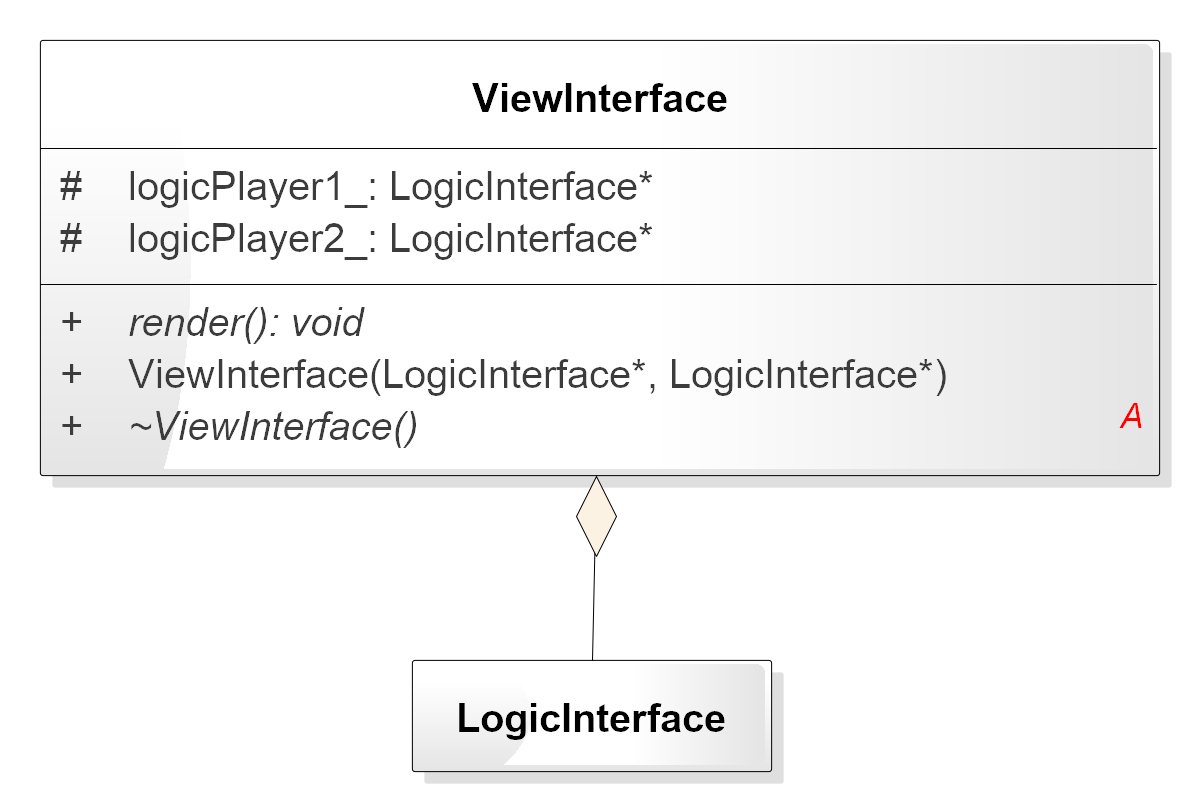 ViewInterface
# logicPlayer1_: LogicInterface*
# logicPlayer2_: LogicInterface*
+ render(): void
+ ViewInterface(LogicInterface*, LogicInterface*)
+ ~ViewInterface()
A
LogicInterface